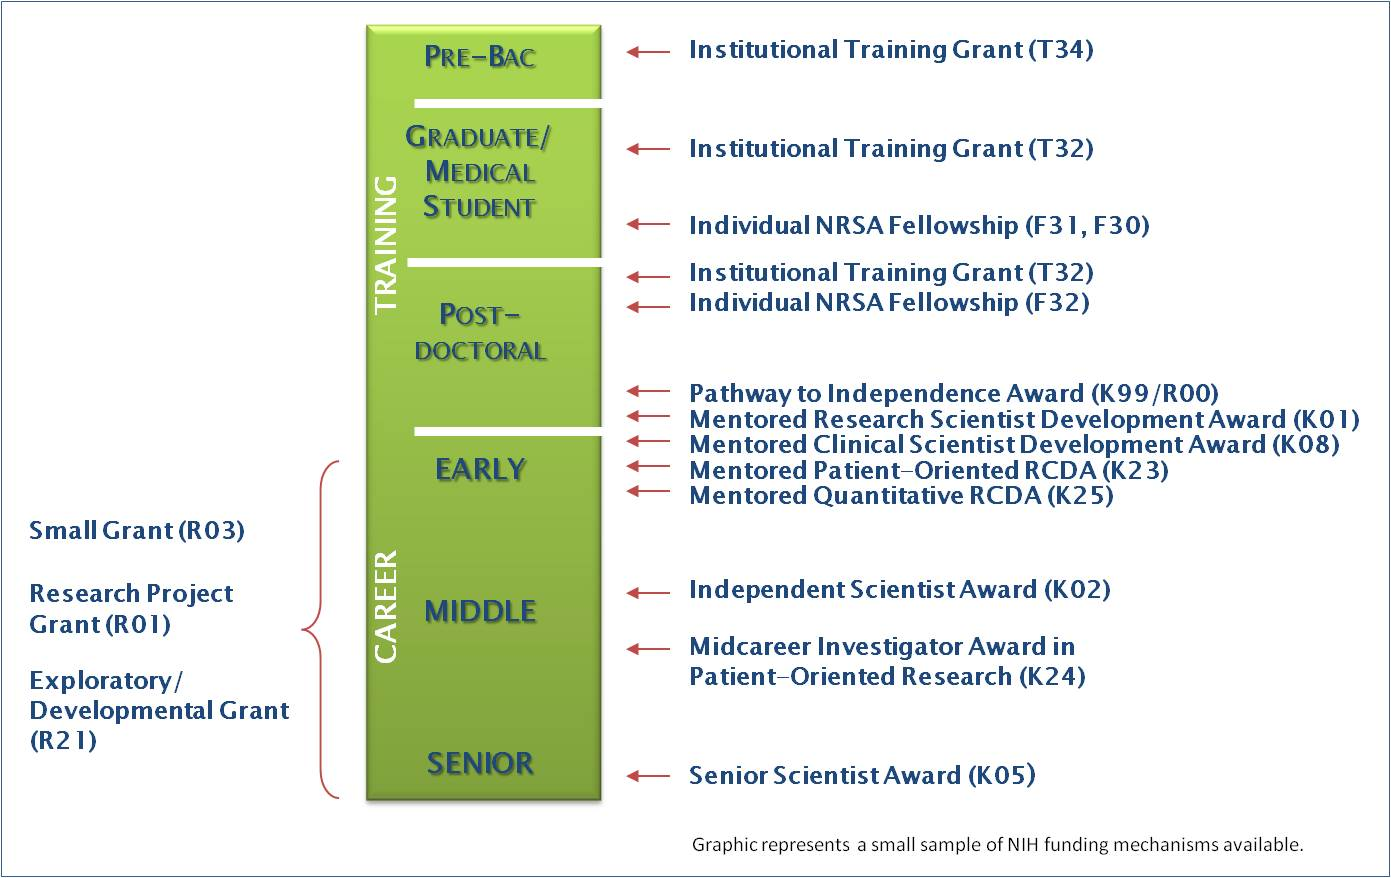 PRE-BAC
GRADUATE/
MEDICAL
STUDENT
POST-
DOCTORAL
EARLY
MIDDLE
SENIOR
TRAINING
CAREER
Institutional Training Grant (T34)
Institutional Training Grant (T32)
Individual NRSA Fellowship (F31, F30)
Institutional Training Grant (T32)
Individual NRSA Fellowship (F32)
Pathway to Independence Award (K99/R00)
Mentored Research Scientist Development Award (K01)
Mentored Clinical Scientist Development Award (K08)
Mentored Patient-Oriented RCDA (K23)
Mentored Quantitative RCDA (K25)
Independent Scientist Award (K02)
Midcareer Investigator Award in
Patient-Oriented Research (K24)
Senior Scientist Award (K05)
Small Grant (R03)
Research Project
Grant (R01)
Exploratory/
Developmental Grant
(R21)
Graphic represents a small sample of NIH funding mechanisms available.